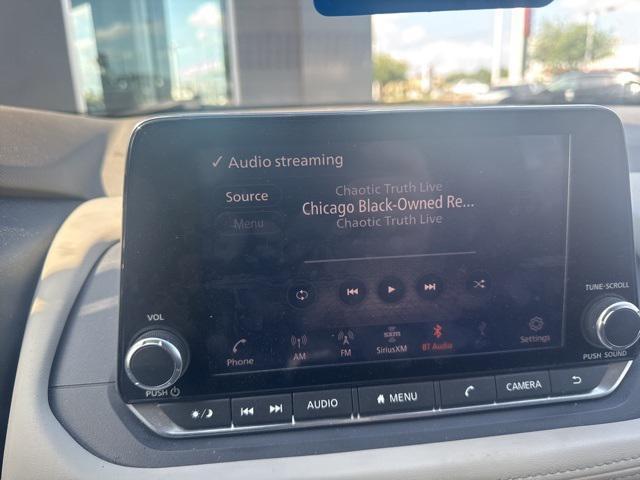 ✓ Audio streaming
Source
Menu
Chaotic Truth Live
Chicago Black-Owned Re...
Chaotic Truth Live
Phone
AM
FM
SXM
SiriusXM
BT Audio
Settings
VOL
PUSH
AUDIO
MENU
CAMERA
TUNE-SCROLL
PUSH SOUND